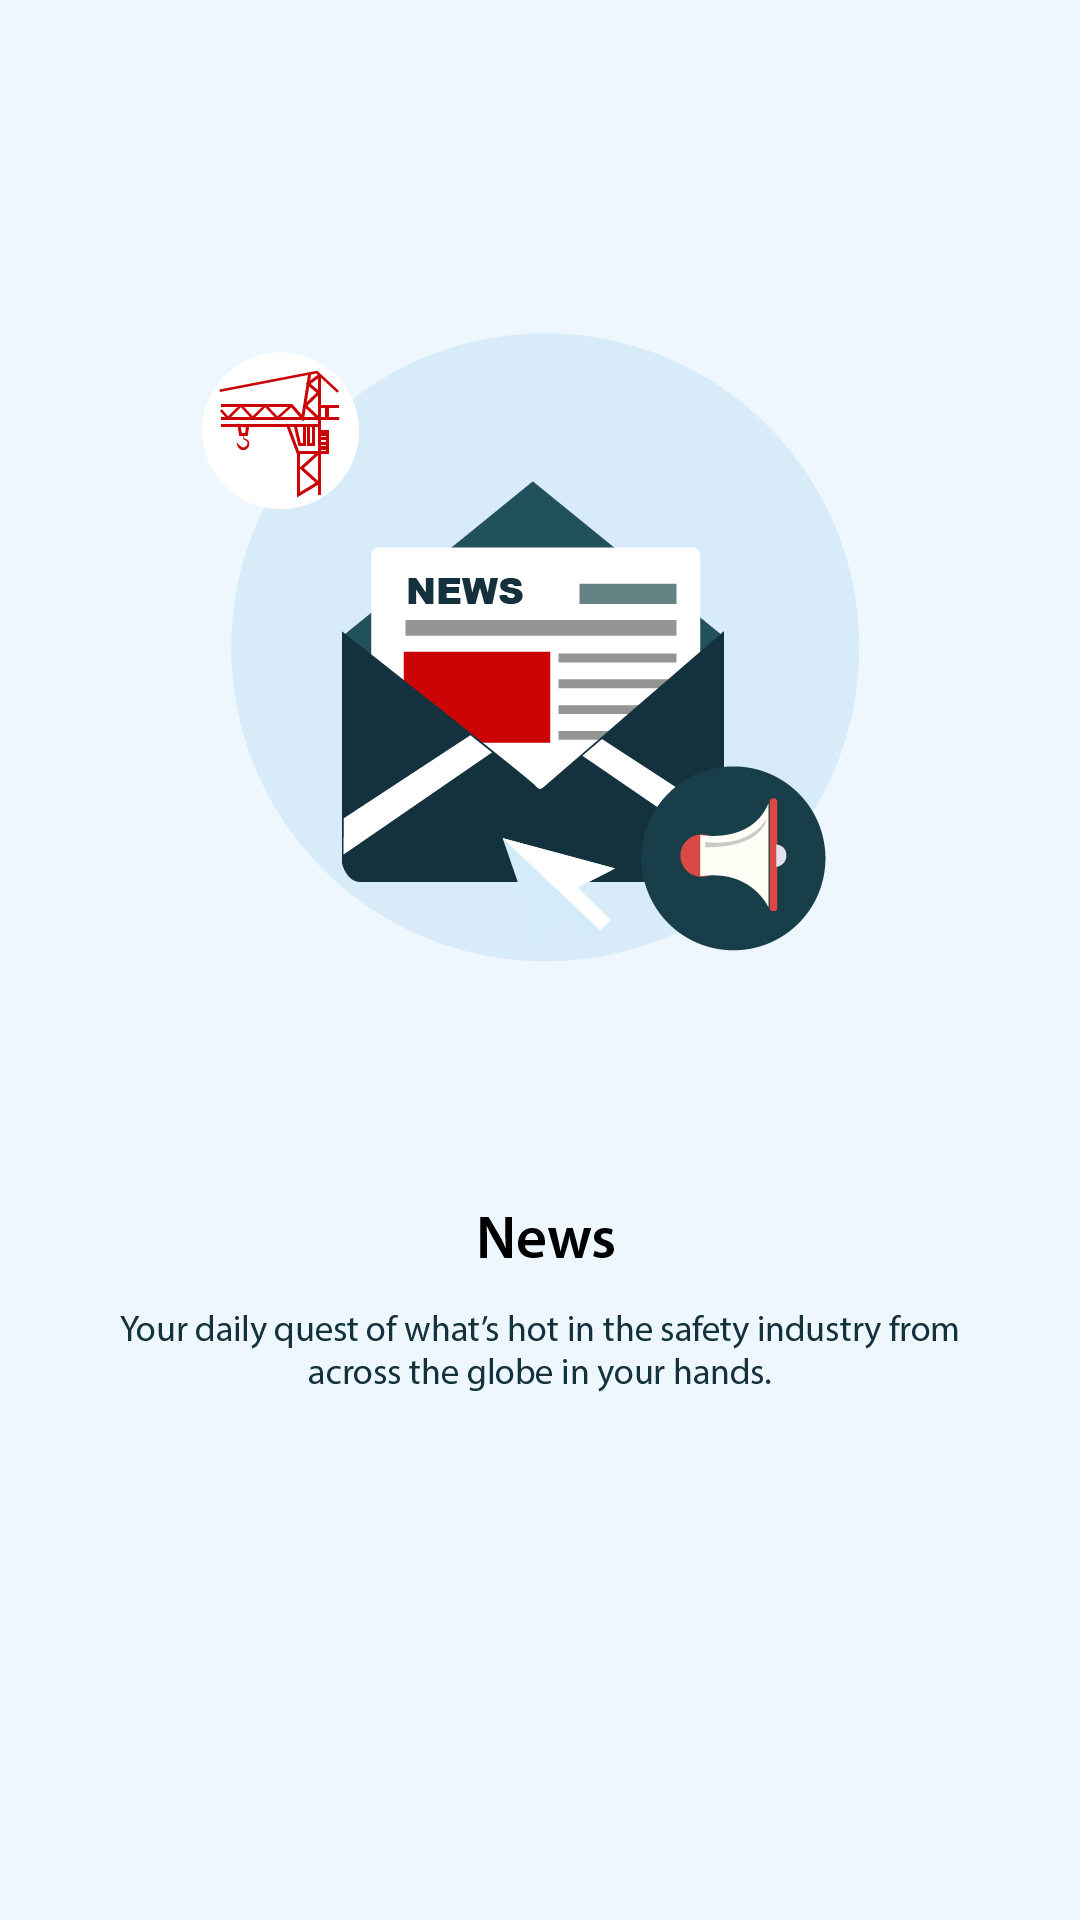 NEWS
News
Your daily quest of what’s hot in the safety industry from
across the globe in your hands.